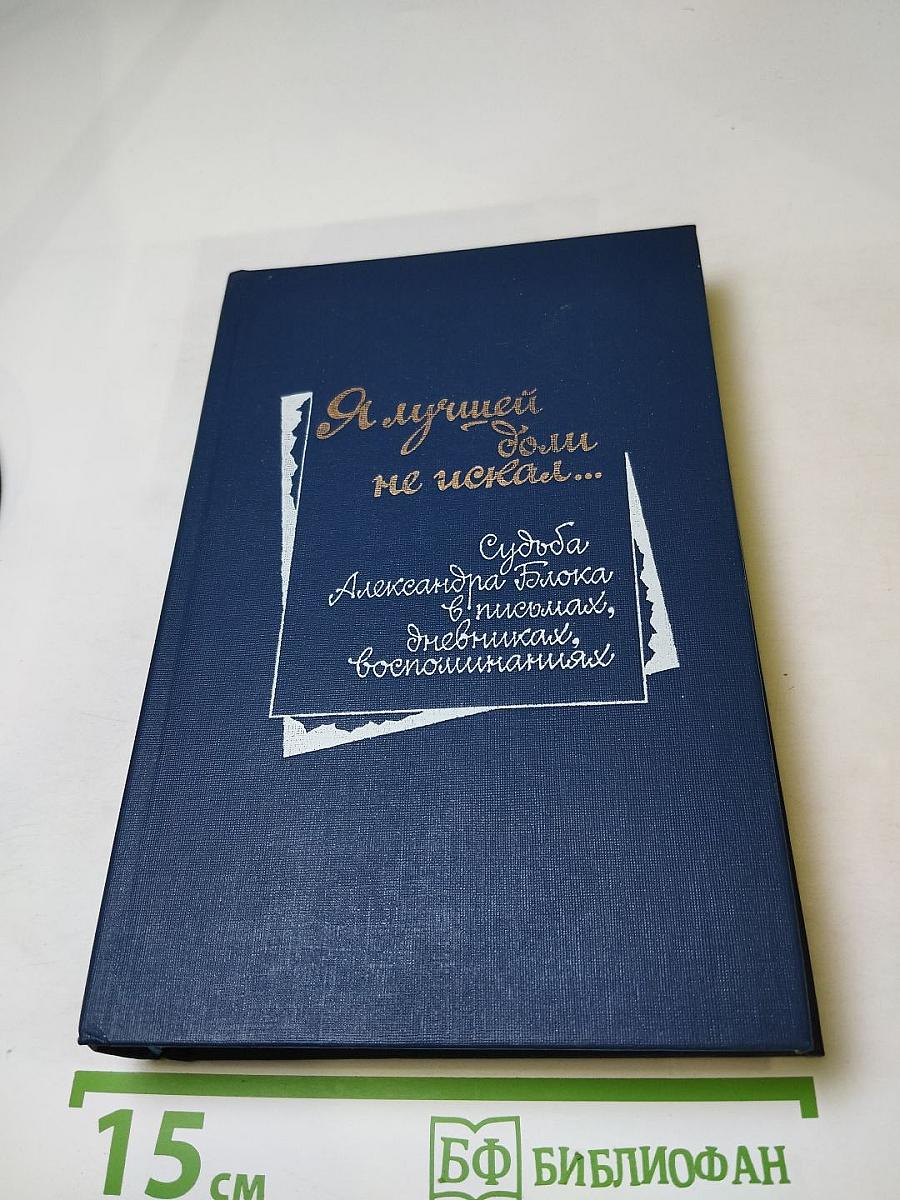 Я лучшей
доли
не искал...
Судьба
Александра Блока
в письмах,
дневниках,
воспоминаниях
15 см
БФ БИБЛИОФАН